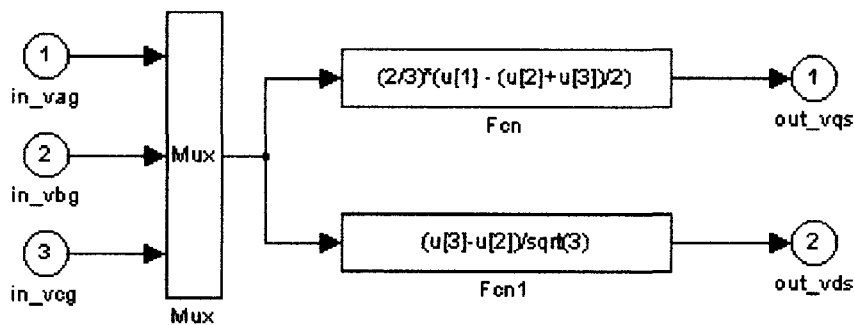 1
in_vag
2
in_vbg
3
in_vcg
Mux
Mux
(2/3)*(u[1] - (u[2]+u[3])/2)
Fcn
(u[3]-u[2])/sqrt(3)
Fcn1
1
out_vqs
2
out_vds